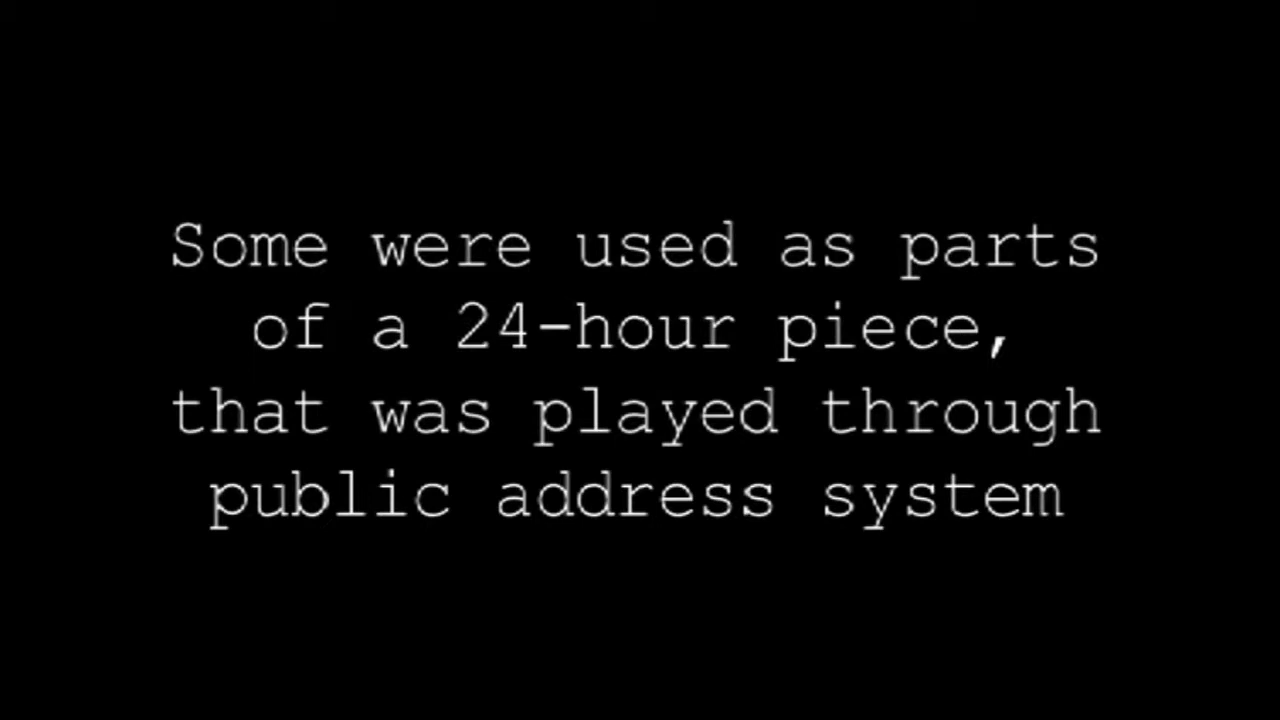 Some were used as parts
of a 24-hour piece,
that was played through
public address system